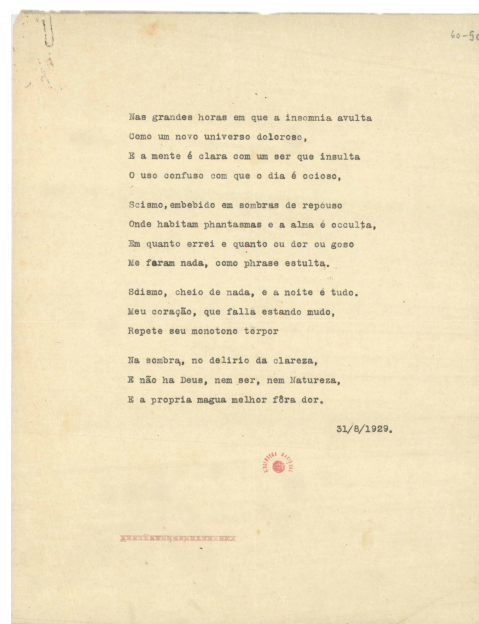 60-5
Nas grandes horas em que a insomnia avulta
Como um novo universo doloroso,
E a mente é clara com um ser que insulta
O uso confuso com que o dia é ocioso,
Scismo, embebido em sombras de repouso
Onde habitam phantasmas e a alma é occulta,
Em quanto errei e quanto ou dor ou goso
Me faram nada, como phrase estulta.
Sdismo, cheio de nada, e a noite é tudo.
Meu coração, que falla estando mudo,
Repete seu monotono torpor
Na sombra, no delirio da clareza,
E não ha Deus, nem ser, nem Natureza,
E a propria magua melhor fôra dor.
31/8/1929.